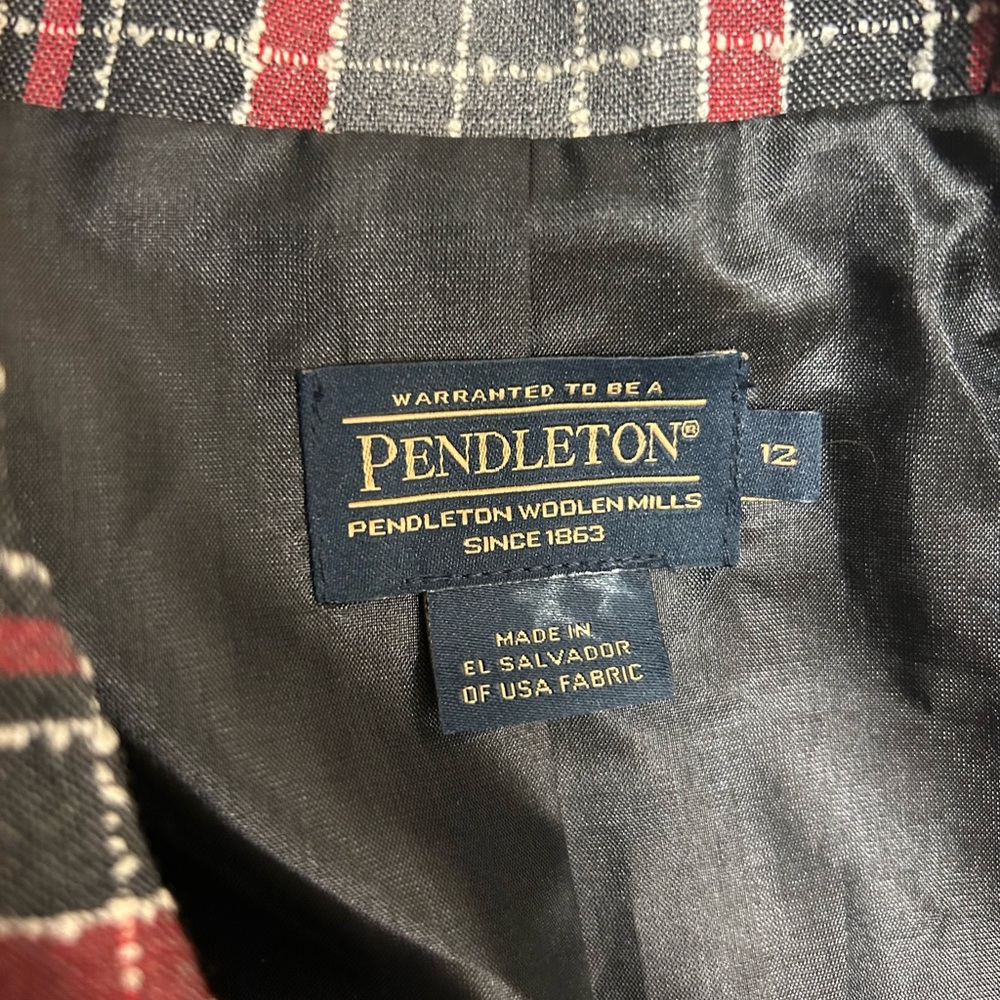 WARRANTED TO BE A
PENDLETON®
12
PENDLETON WOOLEN MILLS
SINCE 1863
MADE IN
EL SALVADOR
OF USA FABRIC